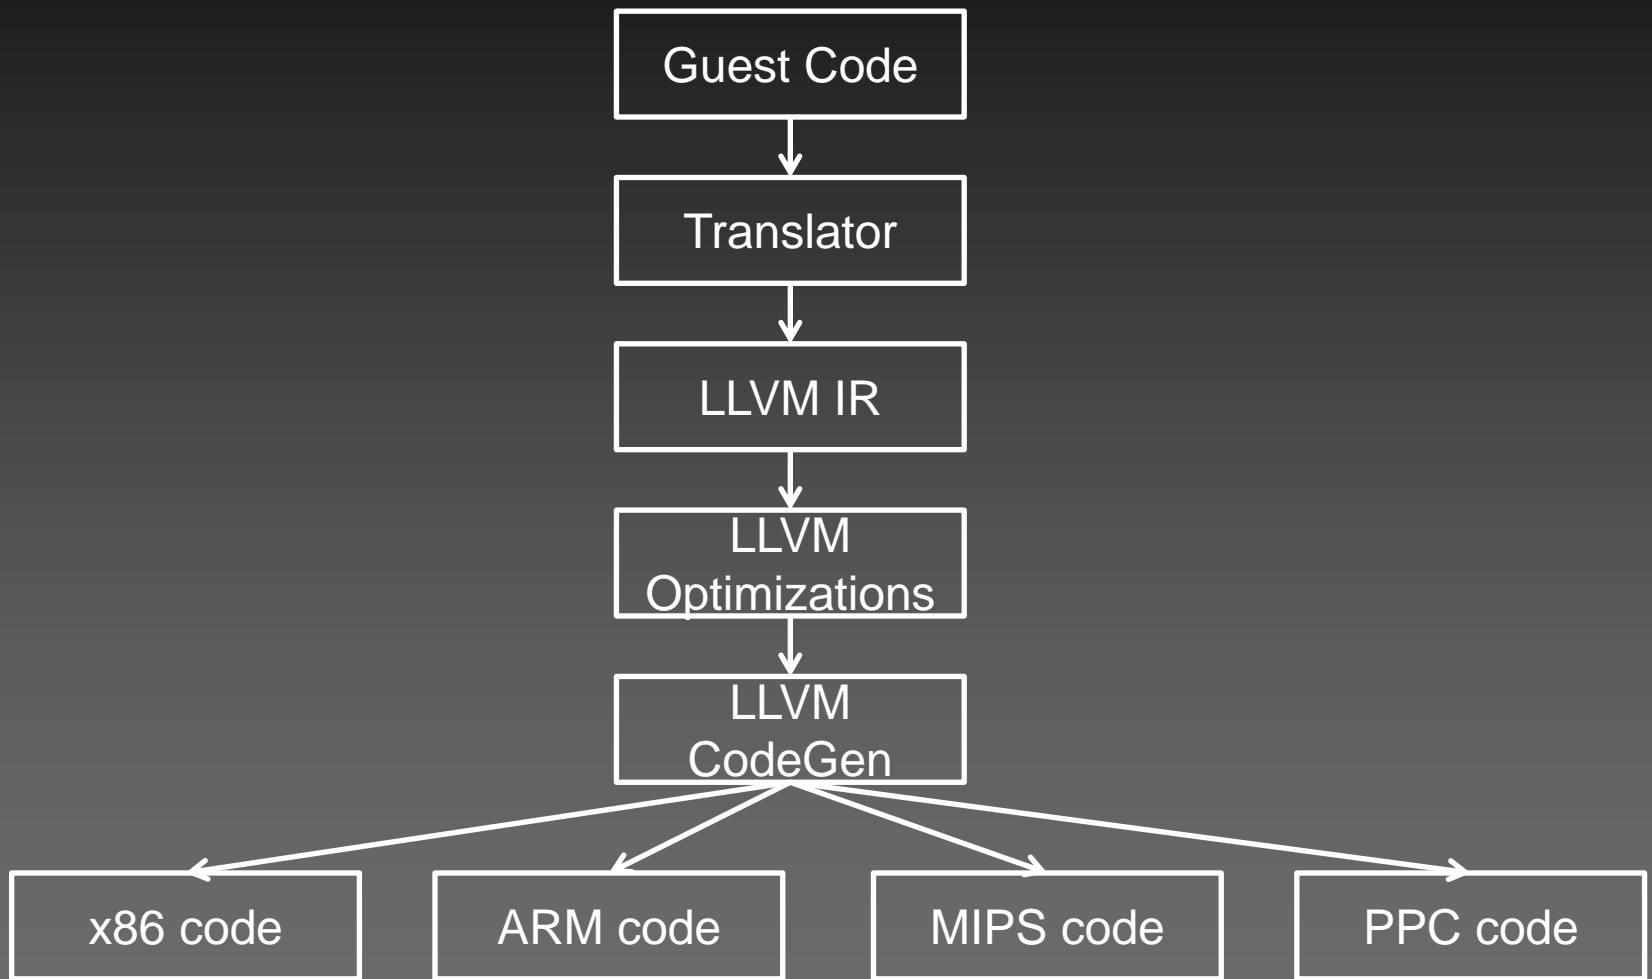 Guest Code
Translator
LLVM IR
LLVM
Optimizations
LLVM
CodeGen
x86 code
ARM code
MIPS code
PPC code